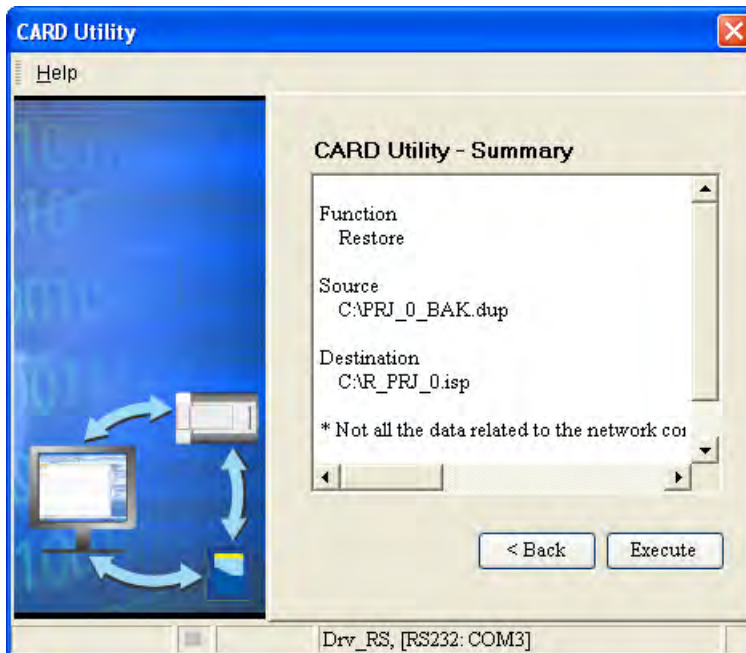 CARD Utility
Help
CARD Utility - Summary
Function
Restore
Source
C:\PRJ_0_BAK.dup
Destination
C:\R_PRJ_0.isp
* Not all the data related to the network
< Back
Execute
Drv_RS, [RS232: COM3]